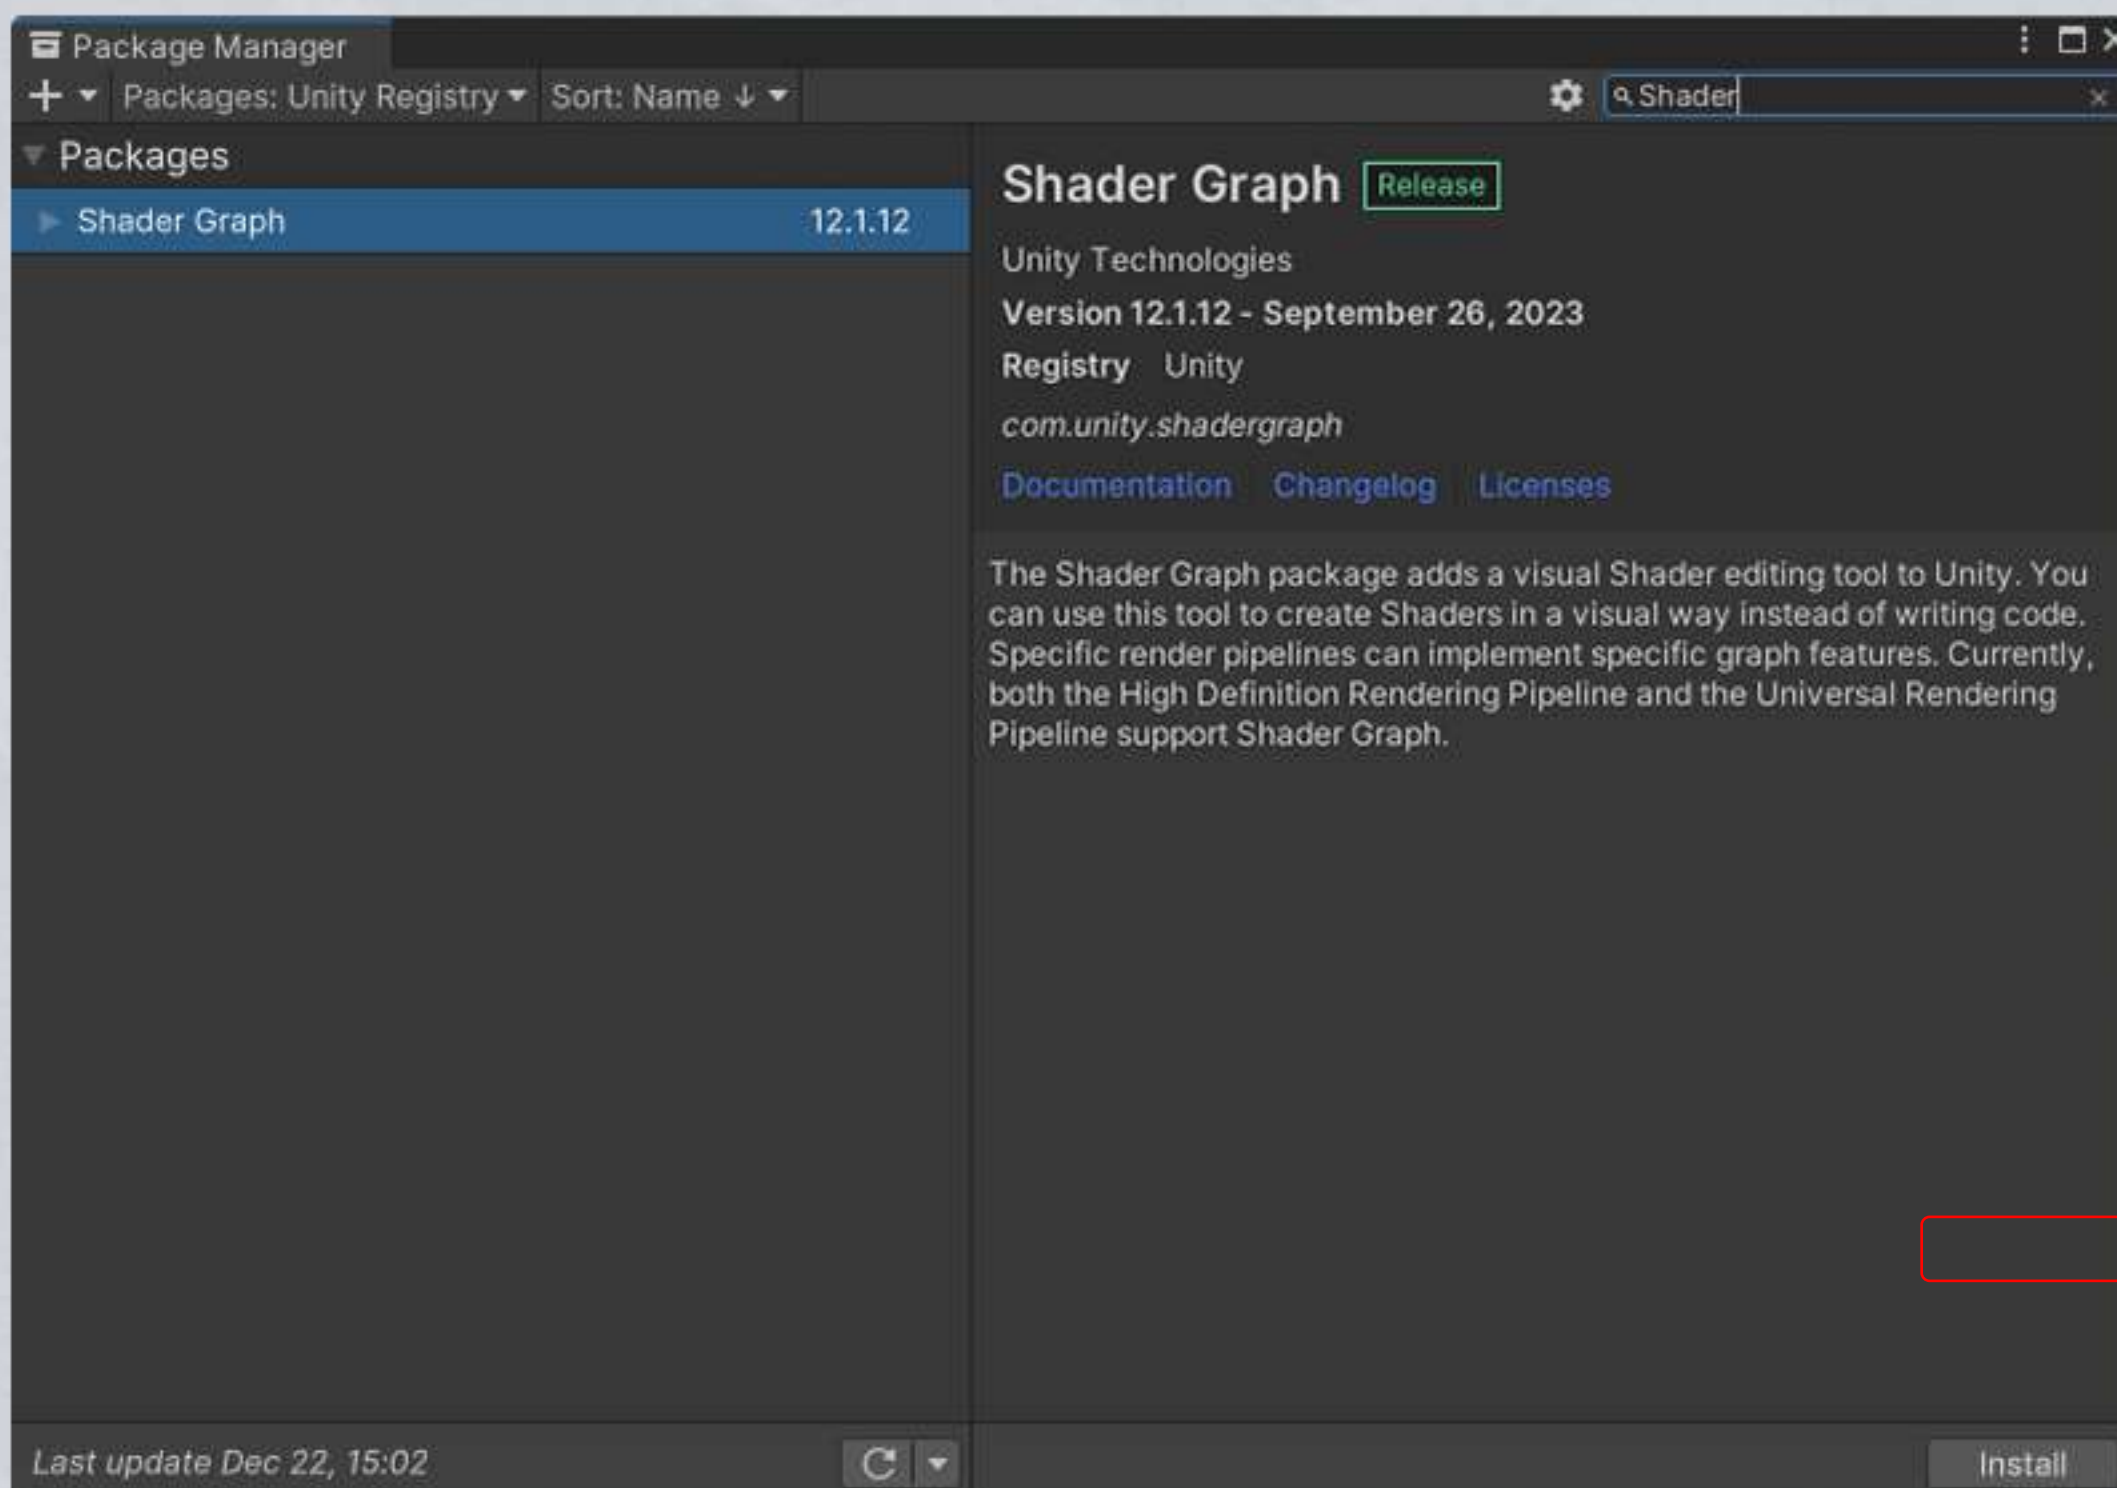 Package Manager
Packages: Unity Registry Sort: Name ↓ Shader
Packages
Shader Graph 12.1.12
Shader Graph Release
Unity Technologies
Version 12.1.12 - September 26, 2023
Registry Unity
com.unity.shadergraph
Documentation Changelog Licenses
The Shader Graph package adds a visual Shader editing tool to Unity. You
can use this tool to create Shaders in a visual way instead of writing code.
Specific render pipelines can implement specific graph features. Currently,
both the High Definition Rendering Pipeline and the Universal Rendering
Pipeline support Shader Graph.
Last update Dec 22, 15:02
Install